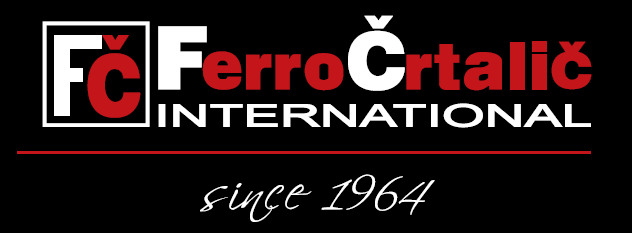 FČ FerroČrtalič
INTERNATIONAL
since 1964